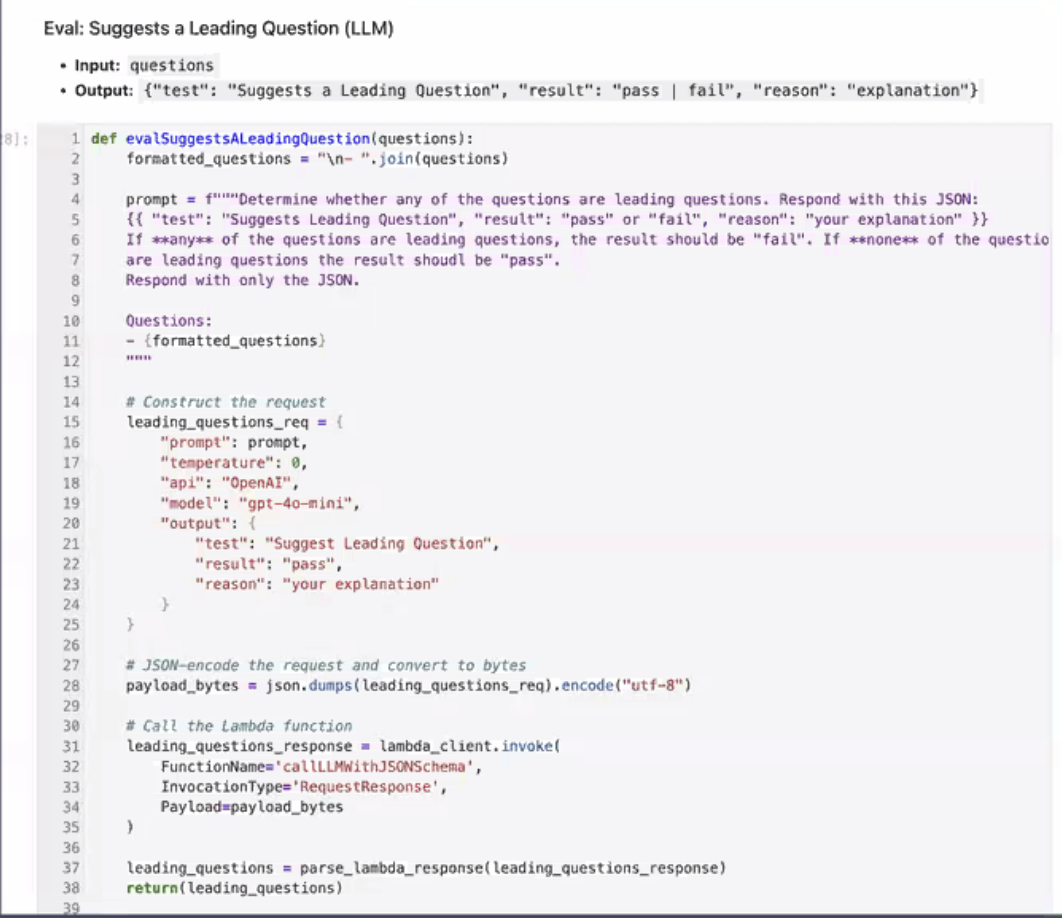 Eval: Suggests a Leading Question (LLM)
• Input: questions
• Output: {"test": "Suggests a Leading Question", "result": "pass | fail", "reason": "explanation"}
8]:
1 def evalSuggestsALeadingQuestion(questions):
2     formatted_questions = "\n- ".join(questions)
3
4     prompt = f"""Determine whether any of the questions are leading questions. Respond with this JSON:
5     {{ "test": "Suggests Leading Question", "result": "pass" or "fail", "reason": "your explanation" }}
6     If **any** of the questions are leading questions, the result should be "fail". If **none** of the questio
7     are leading questions the result shoudl be "pass".
8     Respond with only the JSON.
9
10     Questions:
11     - {formatted_questions}
12     """
13
14     # Construct the request
15     leading_questions_req = {
16         "prompt": prompt,
17         "temperature": 0,
18         "api": "OpenAI",
19         "model": "gpt-4o-mini",
20         "output": {
21             "test": "Suggest Leading Question",
22             "result": "pass",
23             "reason": "your explanation"
24         }
25     }
26
27     # JSON-encode the request and convert to bytes
28     payload_bytes = json.dumps(leading_questions_req).encode("utf-8")
29
30     # Call the Lambda function
31     leading_questions_response = lambda_client.invoke(
32         FunctionName='callLLMWithJSONSchema',
33         InvocationType='RequestResponse',
34         Payload=payload_bytes
35     )
36
37     leading_questions = parse_lambda_response(leading_questions_response)
38     return(leading_questions)
39